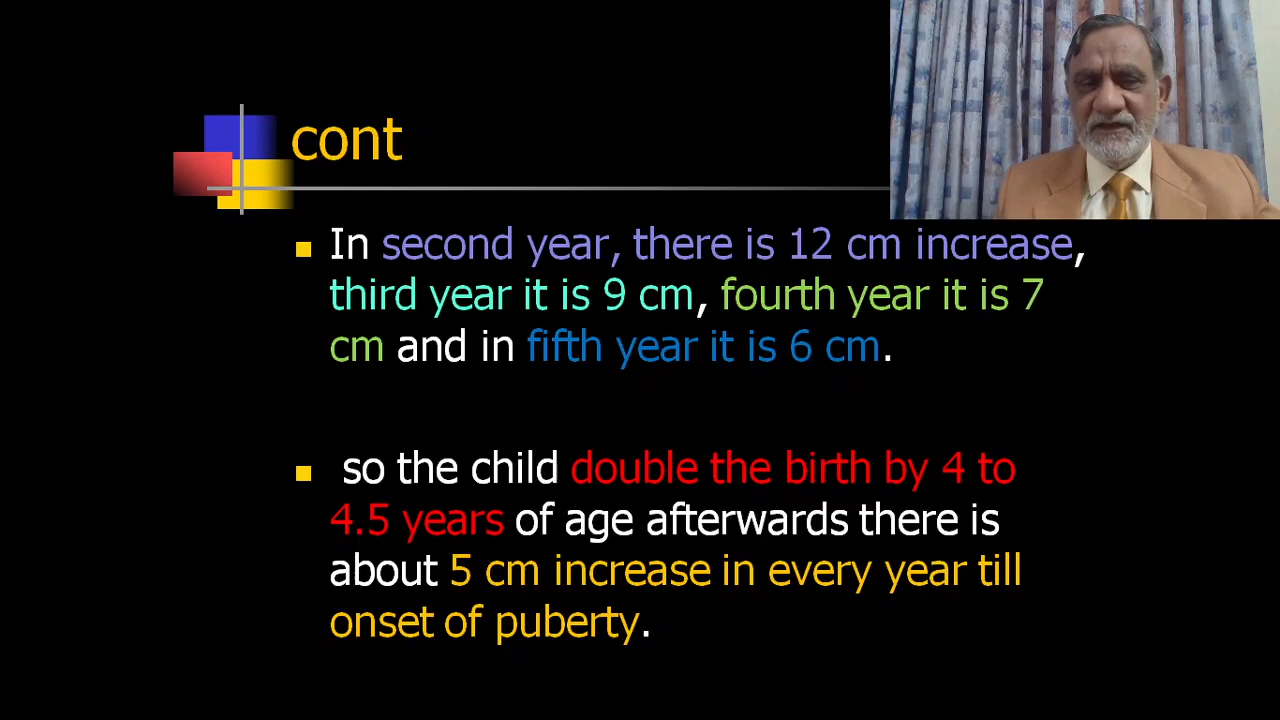 cont
In second year, there is 12 cm increase,
third year it is 9 cm, fourth year it is 7
cm and in fifth year it is 6 cm.
so the child double the birth by 4 to
4.5 years of age afterwards there is
about 5 cm increase in every year till
onset of puberty.